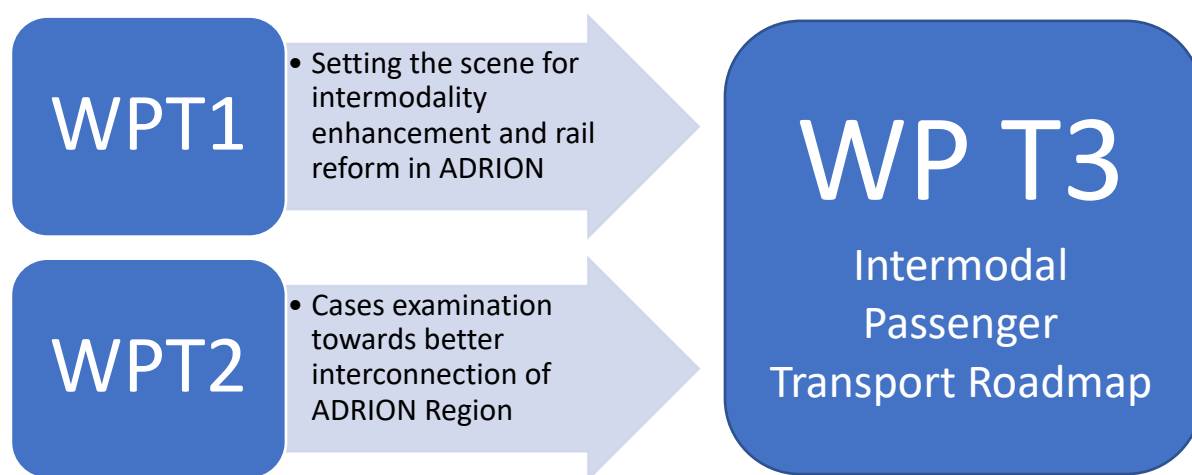 WPT1
• Setting the scene for
intermodality
enhancement and rail
reform in ADRION
WPT2
• Cases examination
towards better
interconnection of
ADRION Region
WP T3
Intermodal
Passenger
Transport Roadmap